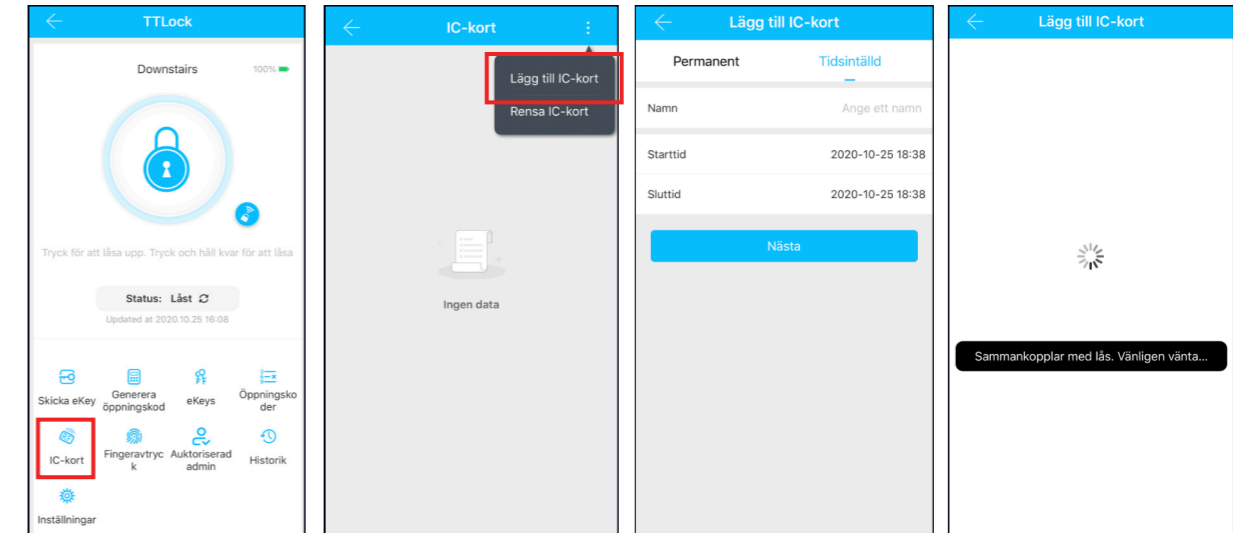 TTLock
Downstairs
100%
Tryck för att låsa upp. Tryck och håll kvar för att låsa
Status: Låst
Updated at 2020.10.25 16:08
Skicka eKey
Generera
öppningskod
eKeys
Öppningsko
der
IC-kort
Fingeravtryc
k
Auktoriserad
admin
Historik
Inställningar
IC-kort
Lägg till IC-kort
Rensa IC-kort
Ingen data
Lägg till IC-kort
Permanent
Tidsintälld
Namn
Ange ett namn
Starttid
2020-10-25 18:38
Sluttid
2020-10-25 18:38
Nästa
Lägg till IC-kort
Sammankopplar med lås. Vänligen vänta...